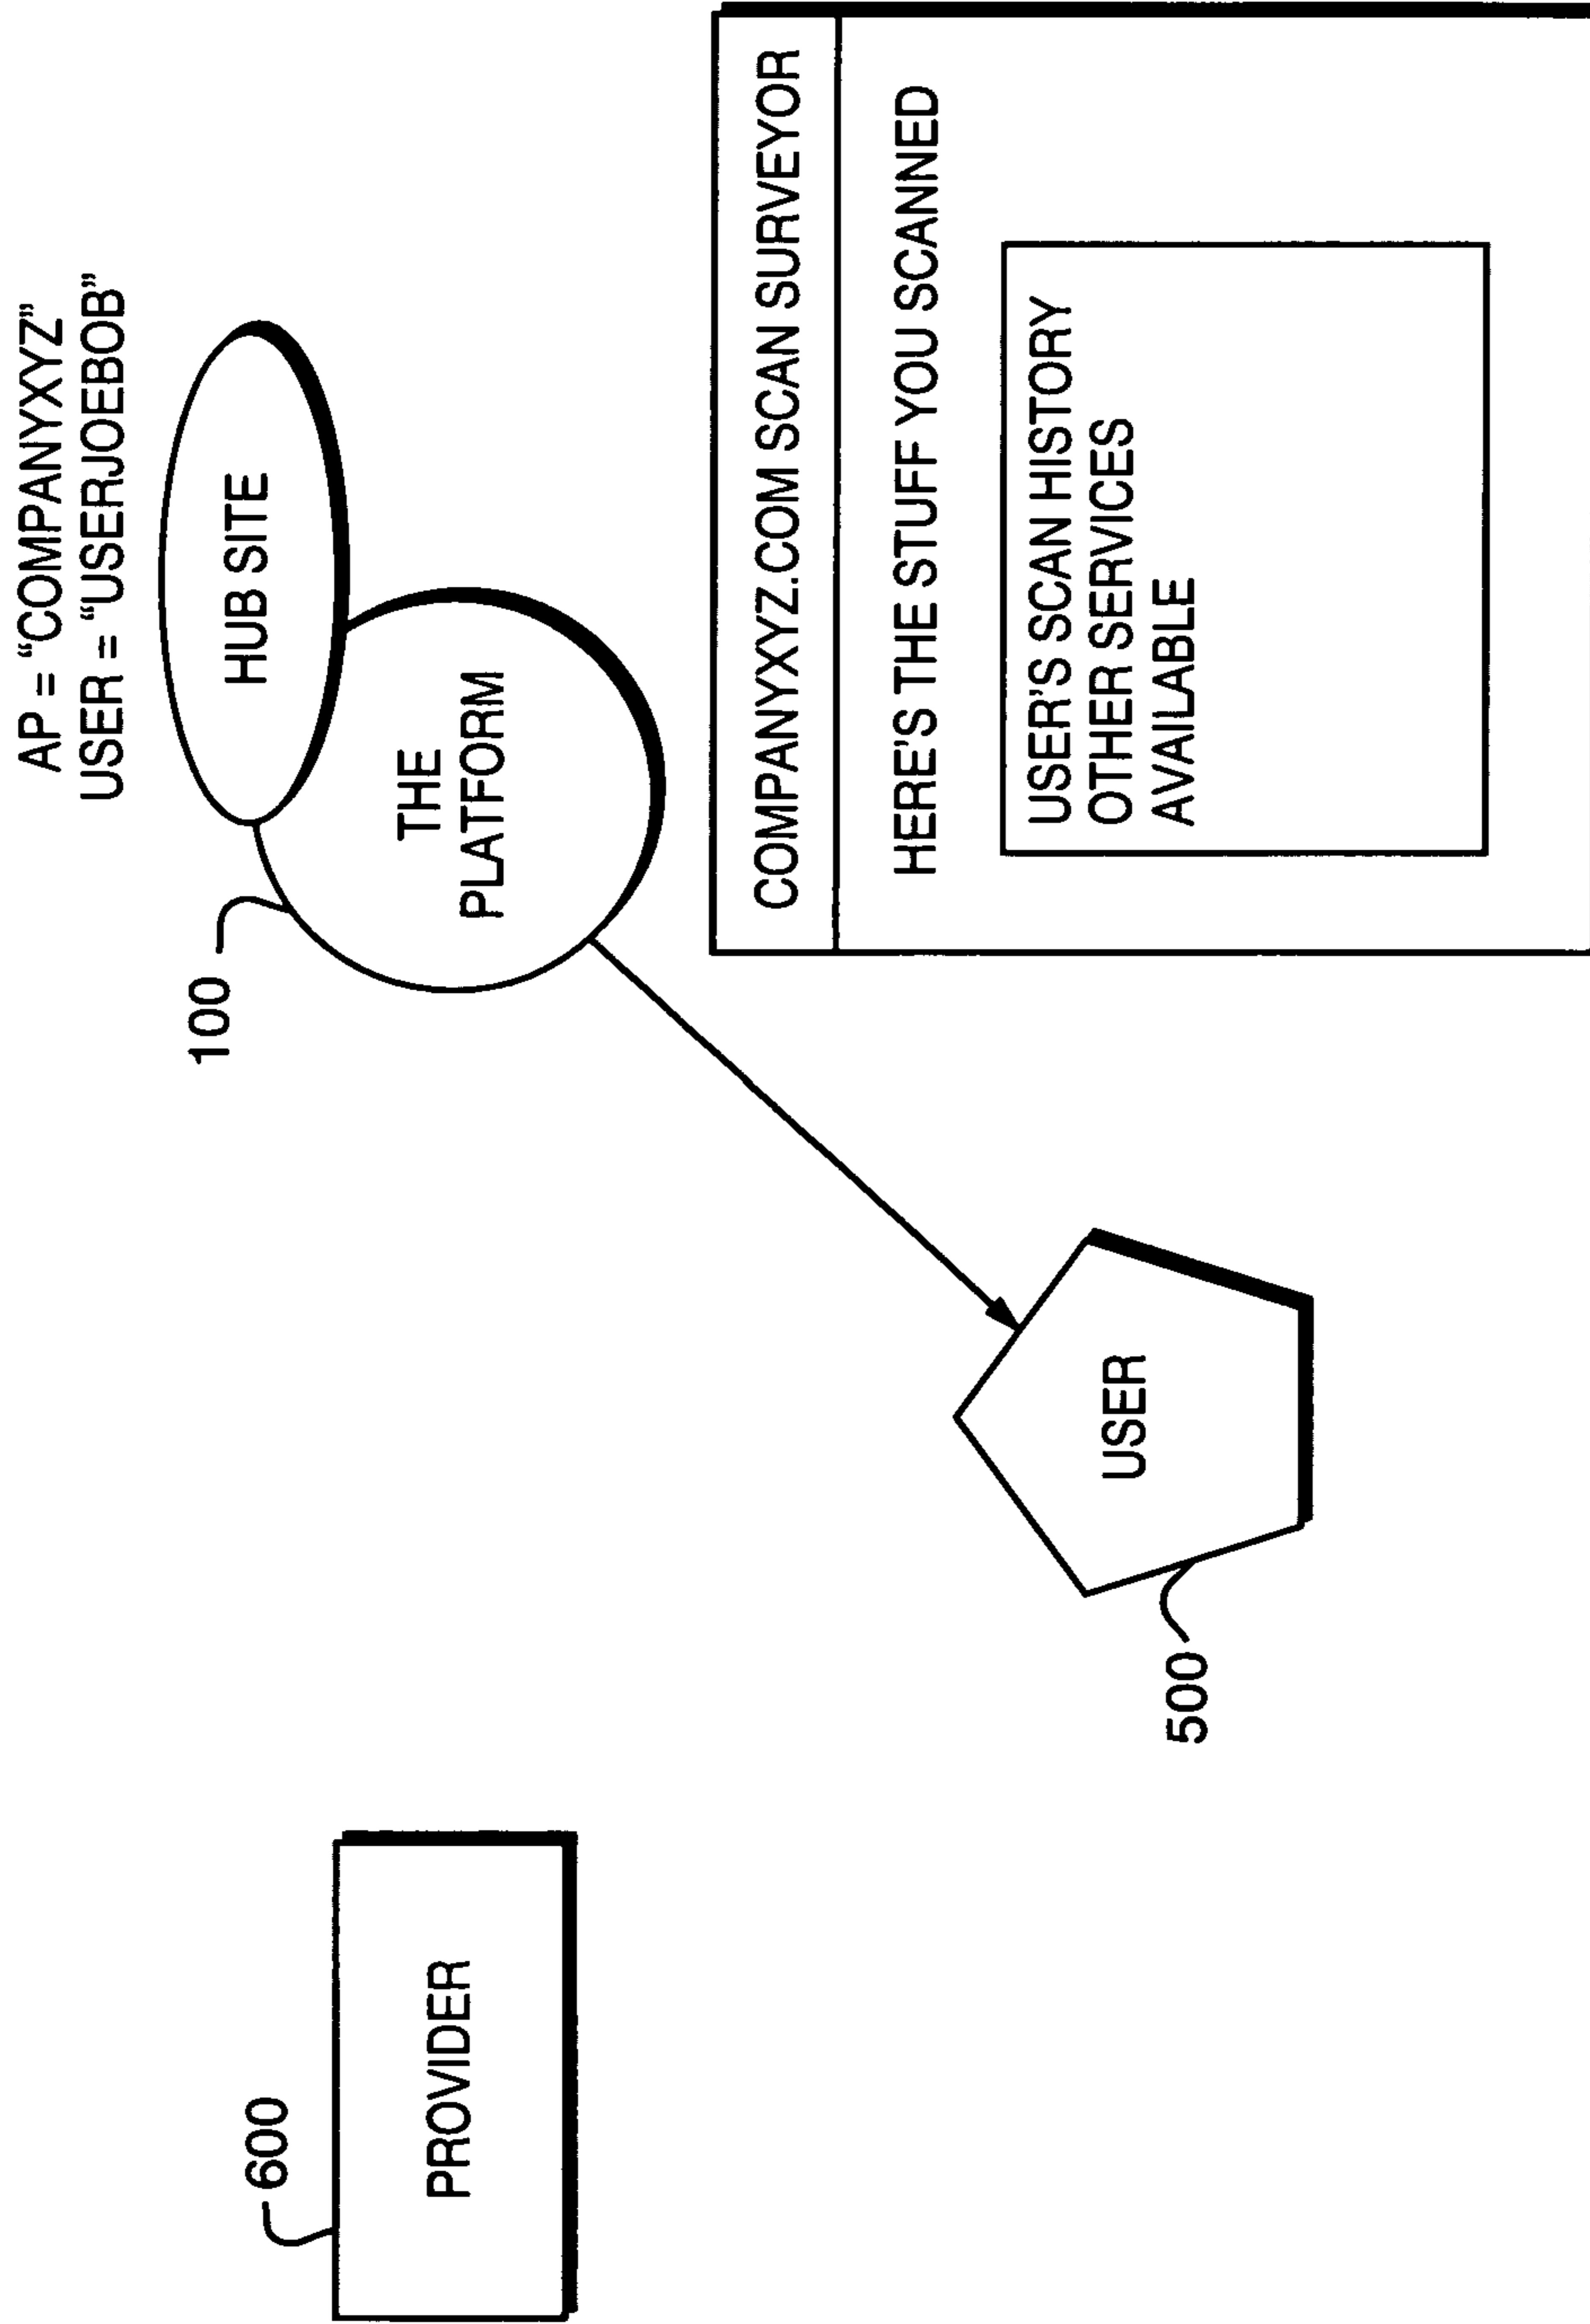 600
PROVIDER
100
AP = “COMPANYXYZ”
USER = “USERJOEBOB”
HUB SITE
THE
PLATFORM
500
USER
COMPANYXYZ.COM SCAN SURVEYOR
HERE'S THE STUFF YOU SCANNED
USER'S SCAN HISTORY
OTHER SERVICES
AVAILABLE